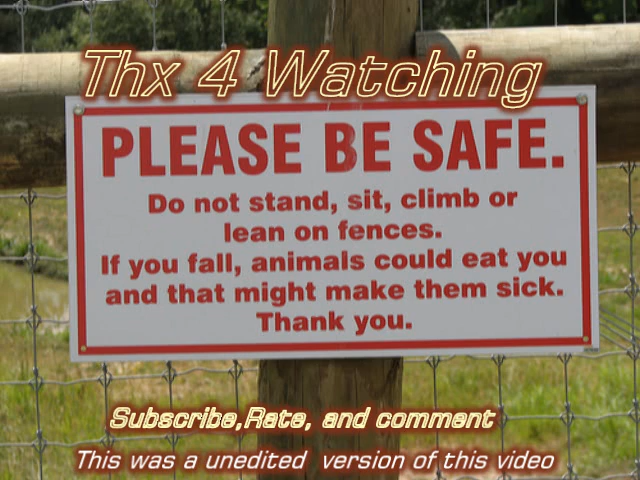 Thx 4 Watching
PLEASE BE SAFE.
Do not stand, sit, climb or
lean on fences.
If you fall, animals could eat you
and that might make them sick.
Thank you.
Subscribe,Rate, and comment
This was a unedited version of this video